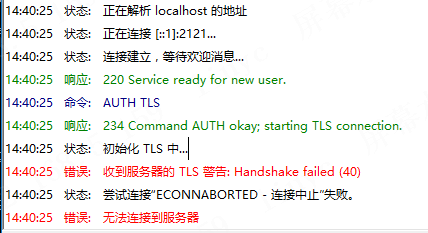 14:40:25 状态: 正在解析 localhost 的地址
14:40:25 状态: 正在连接 [::1]:2121...
14:40:25 状态: 连接建立，等待欢迎消息...
14:40:25 响应: 220 Service ready for new user.
14:40:25 命令: AUTH TLS
14:40:25 响应: 234 Command AUTH okay; starting TLS connection.
14:40:25 状态: 初始化 TLS 中...
14:40:25 错误: 收到服务器的 TLS 警告: Handshake failed (40)
14:40:25 状态: 尝试连接“ECONNABORTED - 连接中止”失败。
14:40:25 错误: 无法连接到服务器